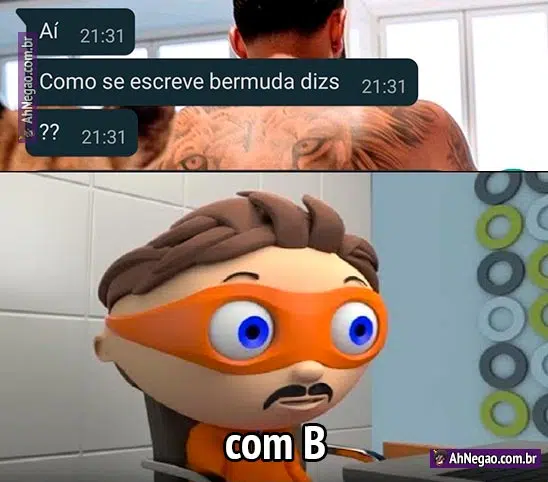 Aí 21:31
AhNegao.com.br
Como se escreve bermuda dizs 21:31
?? 21:31
com B
AhNegao.com.br